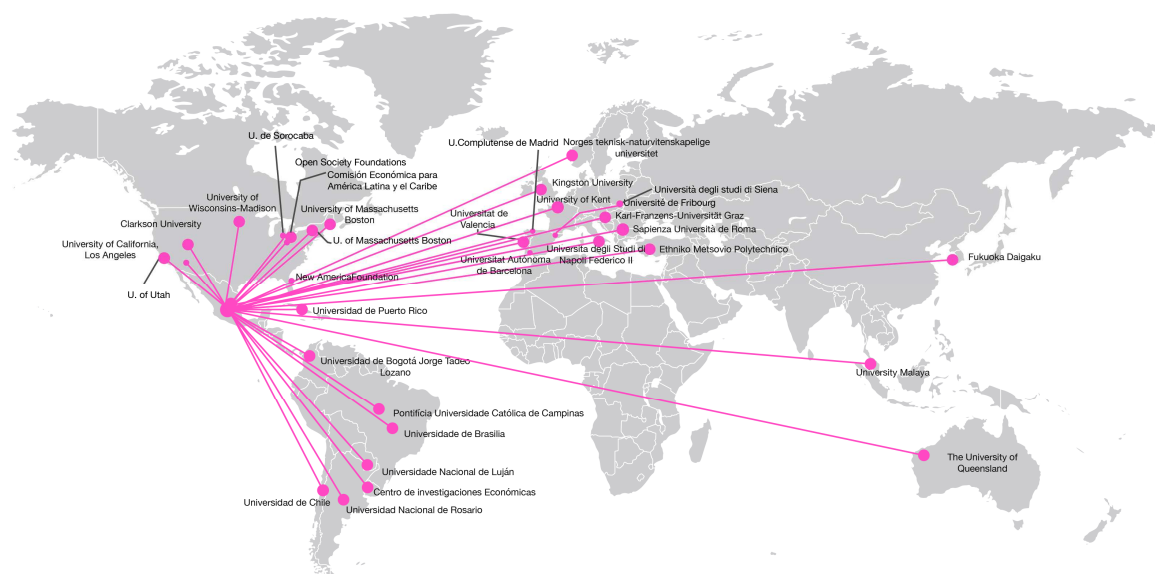 U. de Sorocaba
Open Society Foundations
Comisión Económica para
América Latina y el Caribe
University of
Wisconsins-Madison
University of Massachusetts
Boston
Clarkson University
U. of Massachusetts Boston
University of California,
Los Angeles
U. of Utah
New AmericaFoundation
Universidad de Puerto Rico
U.Complutense de Madrid
Norges teknisk-naturvitenskapelige
universitet
Kingston University
University of Kent
Università degli studi di Siena
Université de Fribourg
Universitat de
Valencia
Karl-Franzens-Universität Graz
Sapienza Università de Roma
Universita degli Studi di
Napoli Federico II
Ethniko Metsovio Polytechnico
Universitat Autònoma
de Barcelona
Fukuoka Daigaku
University Malaya
Universidad de Bogotá Jorge Tadeo
Lozano
Pontifícia Universidade Católica de Campinas
Universidade de Brasilia
Universidade Nacional de Luján
Centro de investigaciones Económicas
Universidad de Chile
Universidad Nacional de Rosario
The University of
Queensland